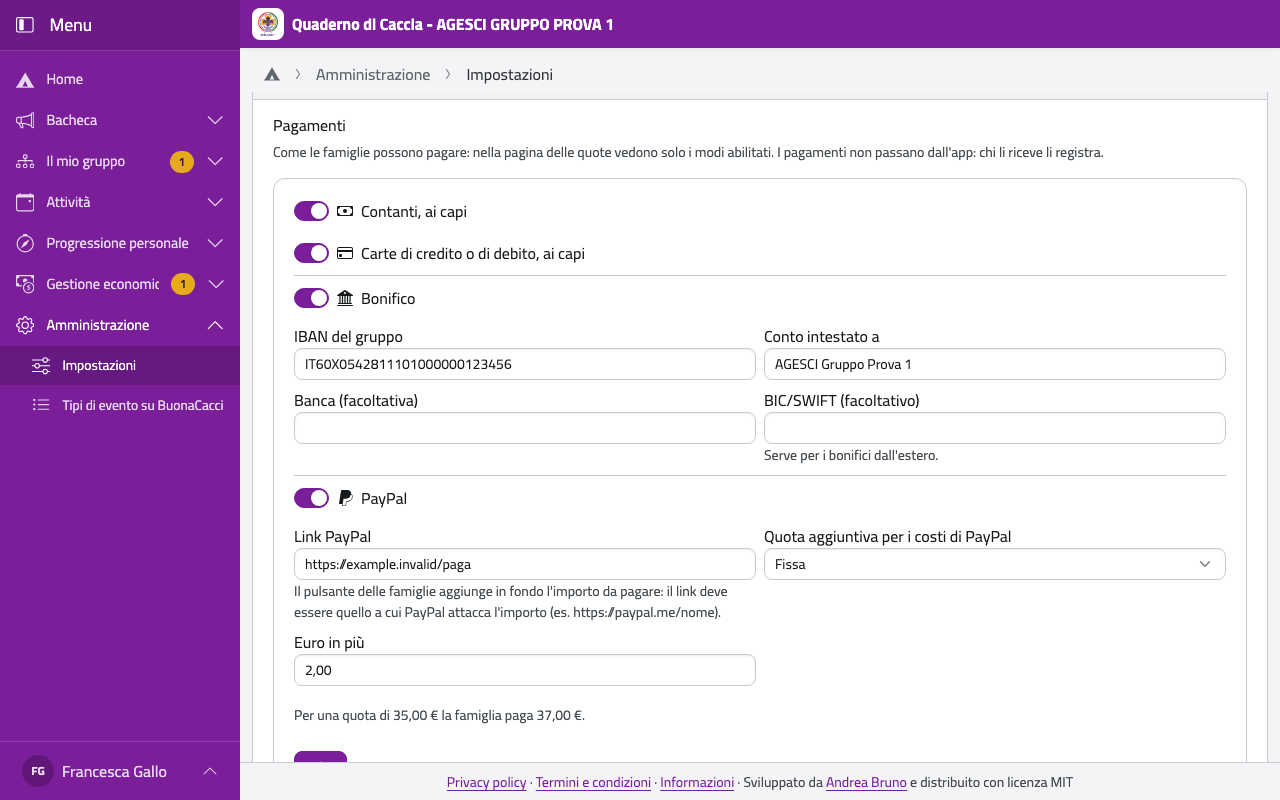 Menu
Quaderno di Caccia - AGESCI GRUPPO PROVA 1
Home
Bacheca
Il mio gruppo
1
Attività
Progressione personale
Gestione economic
1
Amministrazione
Impostazioni
Tipi di evento su BuonaCacci
FG
Francesca Gallo
Amministrazione
Impostazioni
Pagamenti
Come le famiglie possono pagare: nella pagina delle quote vedono solo i modi abilitati. I pagamenti non passano dall'app: chi li riceve li registra.
Contanti, ai capi
Carte di credito o di debito, ai capi
Bonifico
IBAN del gruppo
Conto intestato a
IT60X0542811101000000123456
AGESCI Gruppo Prova 1
Banca (facoltativa)
BIC/SWIFT (facoltativo)
Serve per i bonifici dall'estero.
PayPal
Link PayPal
Quota aggiuntiva per i costi di PayPal
https://example.invalid/paga
Fissa
Il pulsante delle famiglie aggiunge in fondo l'importo da pagare: il link deve
essere quello a cui PayPal attacca l'importo (es. https://paypal.me/nome).
Euro in più
2,00
Per una quota di 35,00 € la famiglia paga 37,00 €.
Privacy policy · Termini e condizioni · Informazioni · Sviluppato da Andrea Bruno e distribuito con licenza MIT